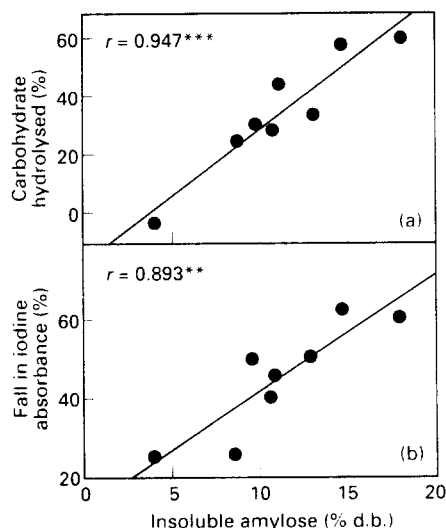 r = 0.947***
Carbohydrate
hydrolysed (%)
60
40
20
0
(a)
r = 0.893**
Fall in iodine
absorbance (%)
60
40
20
(b)
0
5
10
15
20
Insoluble amylose (% d.b.)